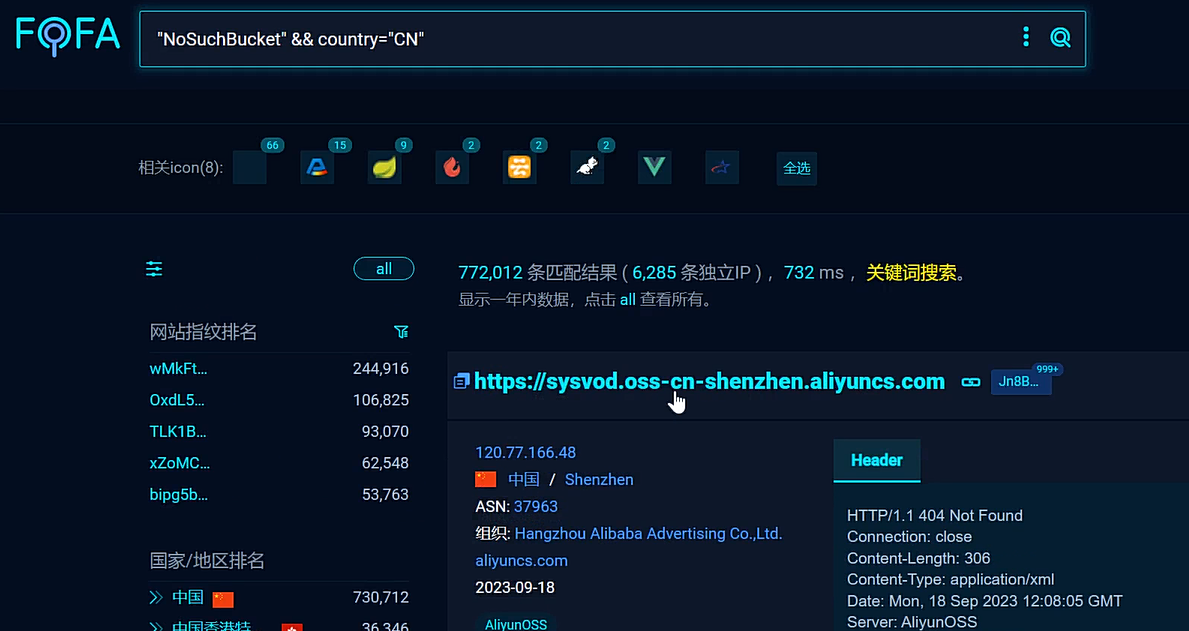 FOFA
"NoSuchBucket" && country="CN"
相关icon(8):
66
15
9
2
2
2
全选
all
772,012 条匹配结果 ( 6,285 条独立IP ) ，732 ms ，关键词搜索。
显示一年内数据，点击 all 查看所有。
网站指纹排名
wMkFt... 244,916
OxdL5... 106,825
TLK1B... 93,070
xZoMC... 62,548
bipg5b... 53,763
国家/地区排名
中国 730,712
中国香港特... 36,346
https://sysvod.oss-cn-shenzhen.aliyuncs.com
Jn8B...
999+
120.77.166.48
中国 / Shenzhen
ASN: 37963
组织: Hangzhou Alibaba Advertising Co.,Ltd.
aliyuncs.com
2023-09-18
AliyunOSS
Header
HTTP/1.1 404 Not Found
Connection: close
Content-Length: 306
Content-Type: application/xml
Date: Mon, 18 Sep 2023 12:08:05 GMT
Server: AliyunOSS